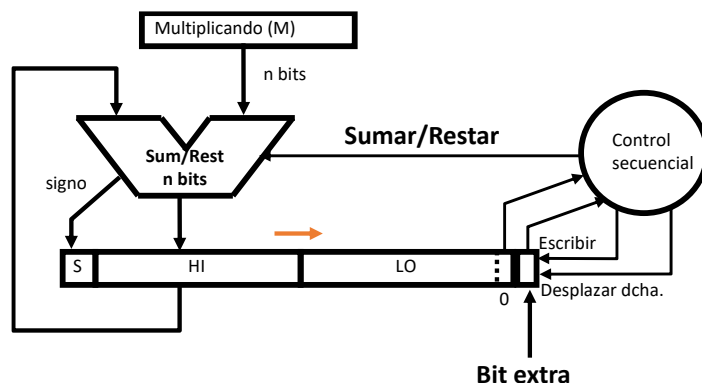 Multiplicando (M)
n bits
Sumar/Restar
Control
secuencial
Sum/Rest
n bits
signo
Escribir
S
HI
LO
Desplazar dcha.
0
Bit extra